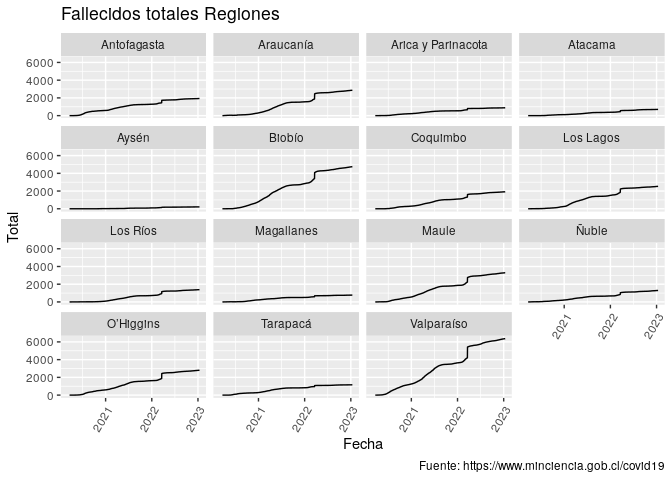 Fallecidos totales Regiones
Antofagasta Araucanía Arica y Parinacota Atacama
6000
4000
2000
0
Aysén Biobío Coquimbo Los Lagos
6000
4000
2000
0
Los Ríos Magallanes Maule Ñuble
6000
4000
2000
0
2021 2022 2023
O'Higgins Tarapacá Valparaíso
6000
4000
2000
0
2021 2022 2023 2021 2022 2023 2021 2022 2023
Total
Fecha
Fuente: https://www.minciencia.gob.cl/covid19